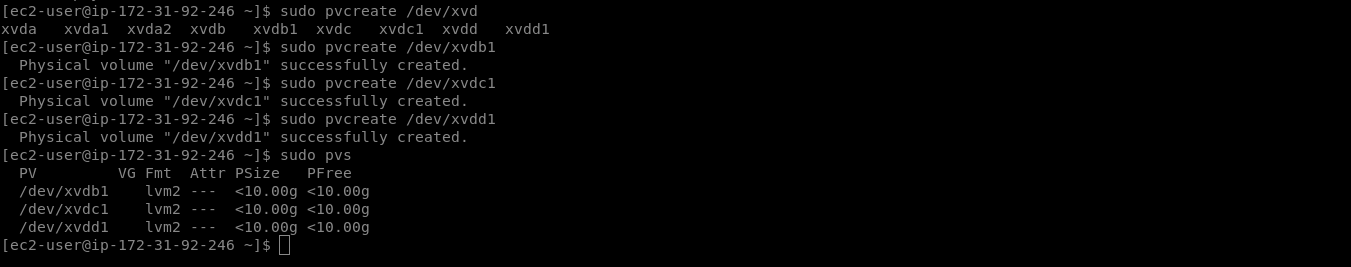 [ec2-user@ip-172-31-92-246 ~]$ sudo pvcreate /dev/xvd
xvda   xvda1  xvda2  xvdb   xvdb1  xvdc   xvdc1  xvdd   xvdd1
[ec2-user@ip-172-31-92-246 ~]$ sudo pvcreate /dev/xvdb1
  Physical volume "/dev/xvdb1" successfully created.
[ec2-user@ip-172-31-92-246 ~]$ sudo pvcreate /dev/xvdc1
  Physical volume "/dev/xvdc1" successfully created.
[ec2-user@ip-172-31-92-246 ~]$ sudo pvcreate /dev/xvdd1
  Physical volume "/dev/xvdd1" successfully created.
[ec2-user@ip-172-31-92-246 ~]$ sudo pvs
  PV         VG Fmt  Attr PSize   PFree
  /dev/xvdb1    lvm2 ---  <10.00g <10.00g
  /dev/xvdc1    lvm2 ---  <10.00g <10.00g
  /dev/xvdd1    lvm2 ---  <10.00g <10.00g
[ec2-user@ip-172-31-92-246 ~]$